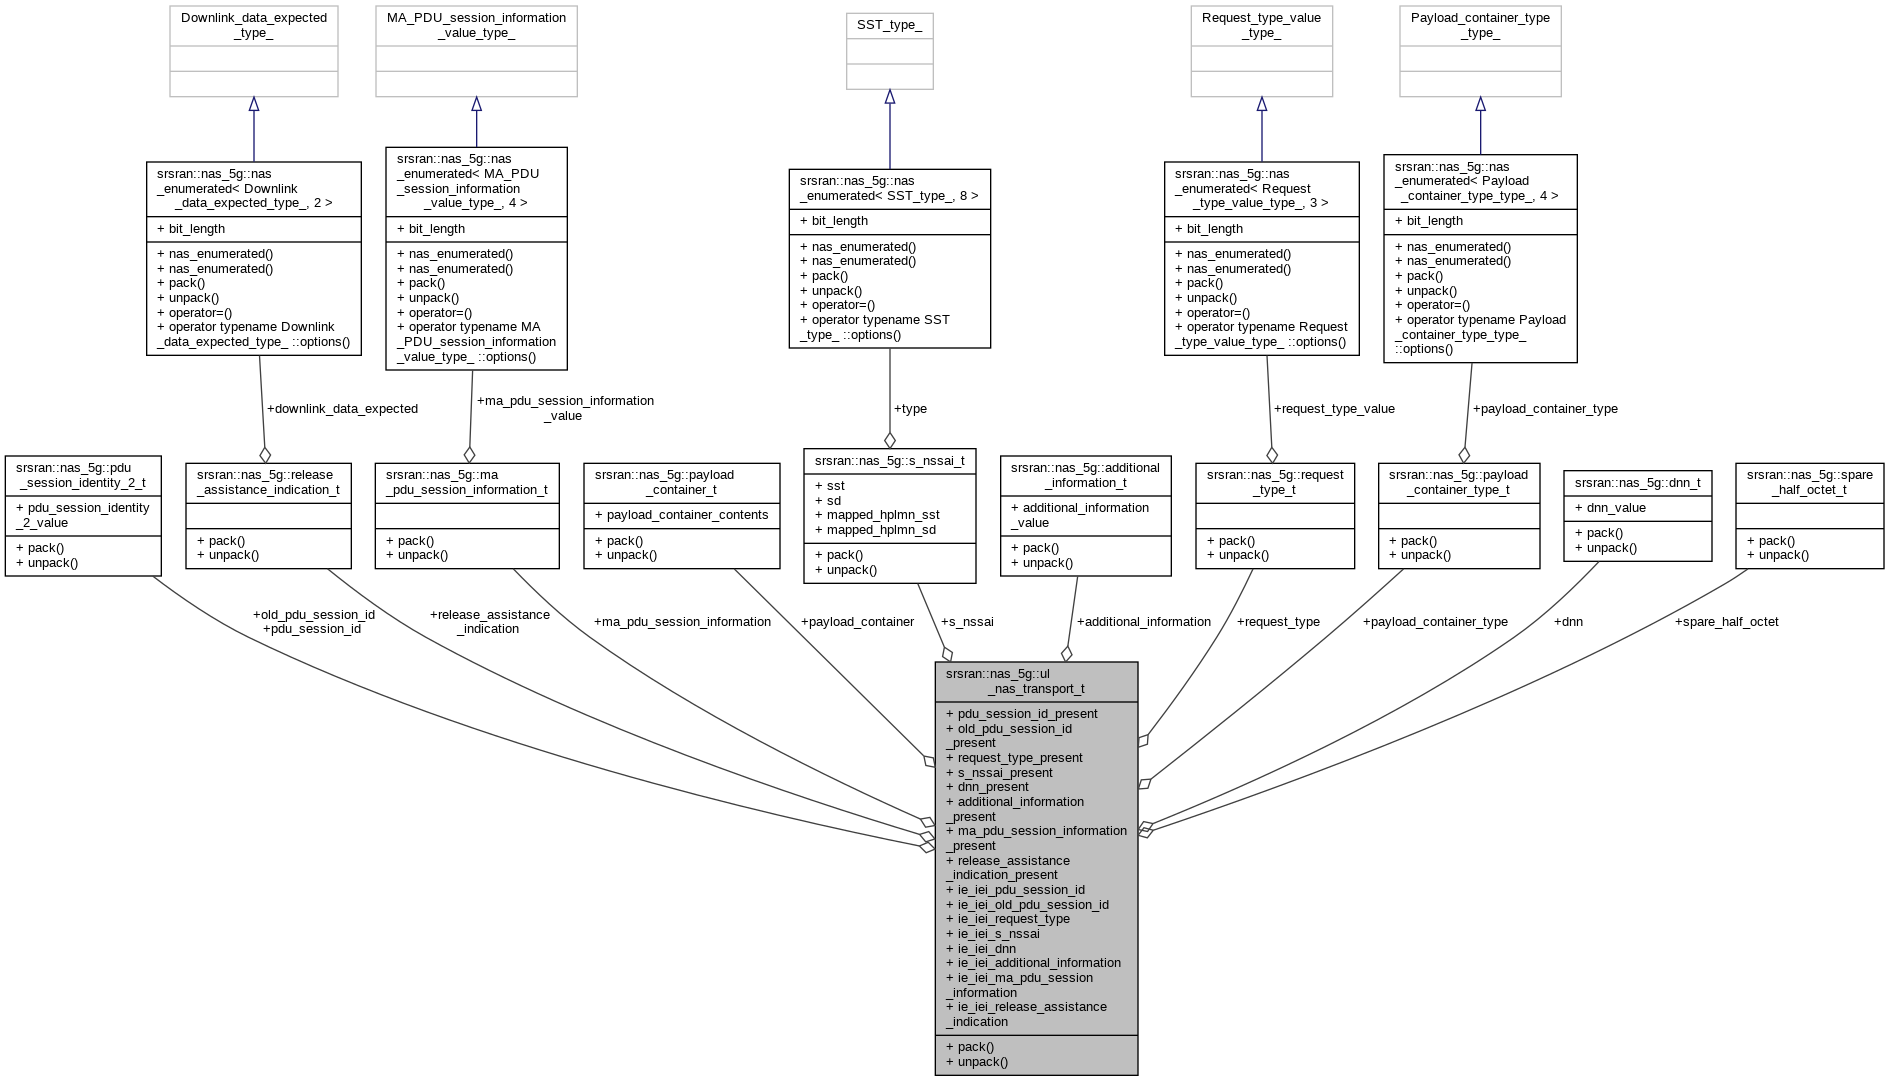 Downlink_data_expected
_type_
MA_PDU_session_information
_value_type_
SST_type_
Request_type_value
_type_
Payload_container_type
_type_
srsran::nas_5g::nas
_enumerated< Downlink
_data_expected_type_, 2 >
+ bit_length
+ nas_enumerated()
+ nas_enumerated()
+ pack()
+ unpack()
+ operator=()
+ operator typename Downlink
_data_expected_type_ ::options()
srsran::nas_5g::nas
_enumerated< MA_PDU
_session_information
_value_type_, 4 >
+ bit_length
+ nas_enumerated()
+ nas_enumerated()
+ pack()
+ unpack()
+ operator=()
+ operator typename MA
_PDU_session_information
_value_type_ ::options()
srsran::nas_5g::nas
_enumerated< SST_type_, 8 >
+ bit_length
+ nas_enumerated()
+ nas_enumerated()
+ pack()
+ unpack()
+ operator=()
+ operator typename SST
_type_ ::options()
srsran::nas_5g::nas
_enumerated< Request
_type_value_type_, 3 >
+ bit_length
+ nas_enumerated()
+ nas_enumerated()
+ pack()
+ unpack()
+ operator=()
+ operator typename Request
_type_value_type_ ::options()
srsran::nas_5g::nas
_enumerated< Payload
_container_type_type_, 4 >
+ bit_length
+ nas_enumerated()
+ nas_enumerated()
+ pack()
+ unpack()
+ operator=()
+ operator typename Payload
_container_type_type_
::options()
+downlink_data_expected
+ma_pdu_session_information
_value
+type
+request_type_value
+payload_container_type
srsran::nas_5g::pdu
_session_identity_2_t
+ pdu_session_identity
_2_value
+ pack()
+ unpack()
srsran::nas_5g::release
_assistance_indication_t
+ pack()
+ unpack()
srsran::nas_5g::ma
_pdu_session_information_t
+ pack()
+ unpack()
srsran::nas_5g::payload
_container_t
+ payload_container_contents
+ pack()
+ unpack()
srsran::nas_5g::s_nssai_t
+ sst
+ sd
+ mapped_hplmn_sst
+ mapped_hplmn_sd
+ pack()
+ unpack()
srsran::nas_5g::additional
_information_t
+ additional_information
_value
+ pack()
+ unpack()
srsran::nas_5g::request
_type_t
+ pack()
+ unpack()
srsran::nas_5g::payload
_container_type_t
+ pack()
+ unpack()
srsran::nas_5g::dnn_t
+ dnn_value
+ pack()
+ unpack()
srsran::nas_5g::spare
_half_octet_t
+ pack()
+ unpack()
+old_pdu_session_id
+pdu_session_id
+release_assistance
_indication
+ma_pdu_session_information
+payload_container
+s_nssai
+additional_information
+request_type
+payload_container_type
+dnn
+spare_half_octet
srsran::nas_5g::ul
_nas_transport_t
+ pdu_session_id_present
+ old_pdu_session_id
_present
+ request_type_present
+ s_nssai_present
+ dnn_present
+ additional_information
_present
+ ma_pdu_session_information
_present
+ release_assistance
_indication_present
+ ie_iei_pdu_session_id
+ ie_iei_old_pdu_session_id
+ ie_iei_request_type
+ ie_iei_s_nssai
+ ie_iei_dnn
+ ie_iei_additional_information
+ ie_iei_ma_pdu_session
_information
+ ie_iei_release_assistance
_indication
+ pack()
+ unpack()